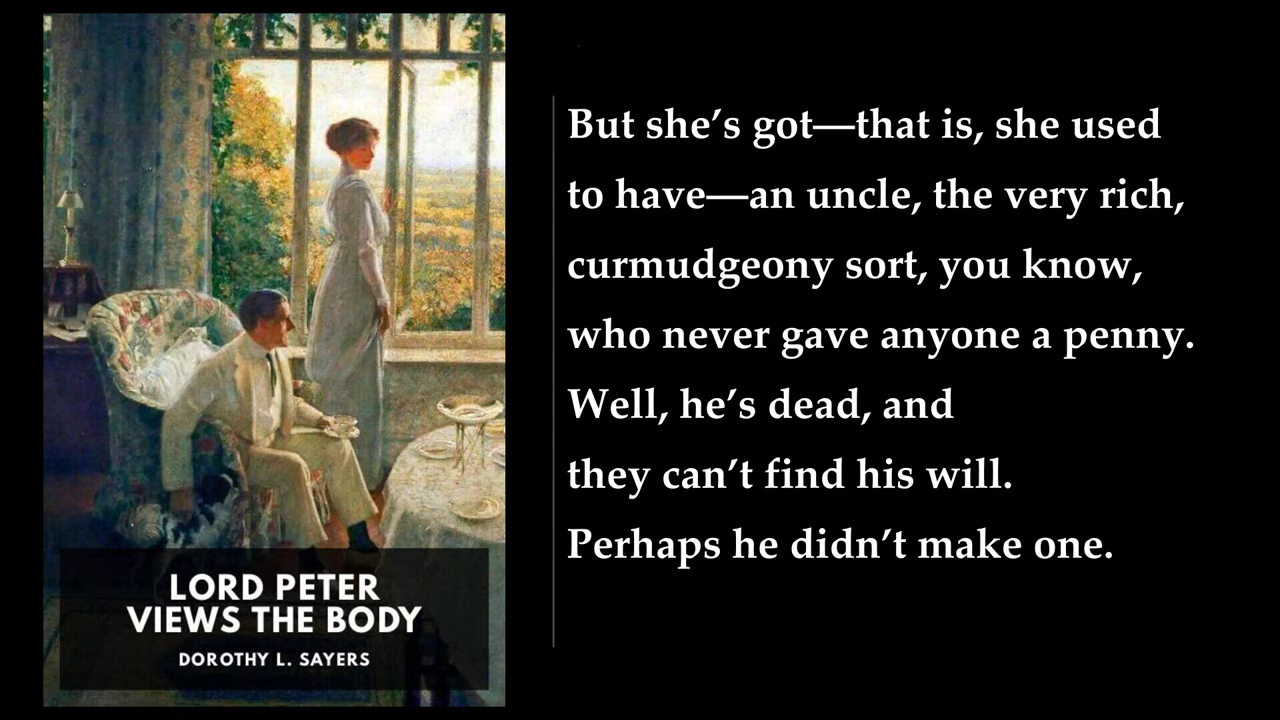 LORD PETER
VIEWS THE BODY
DOROTHY L. SAYERS
But she’s got—that is, she used
to have—an uncle, the very rich,
curmudgeony sort, you know,
who never gave anyone a penny.
Well, he’s dead, and
they can’t find his will.
Perhaps he didn’t make one.